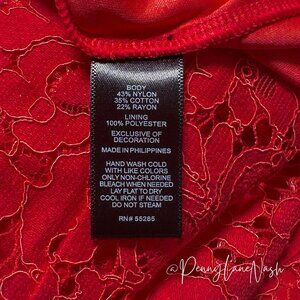 BODY
43% NYLON
35% COTTON
22% RAYON
LINING
100% POLYESTER
EXCLUSIVE OF
DECORATION
MADE IN PHILIPPINES
HAND WASH COLD
WITH LIKE COLORS
ONLY NON-CHLORINE
BLEACH WHEN NEEDED
LAY FLAT TO DRY
COOL IRON IF NEEDED
DO NOT STEAM
RN# 55285
@PennyLaneNash